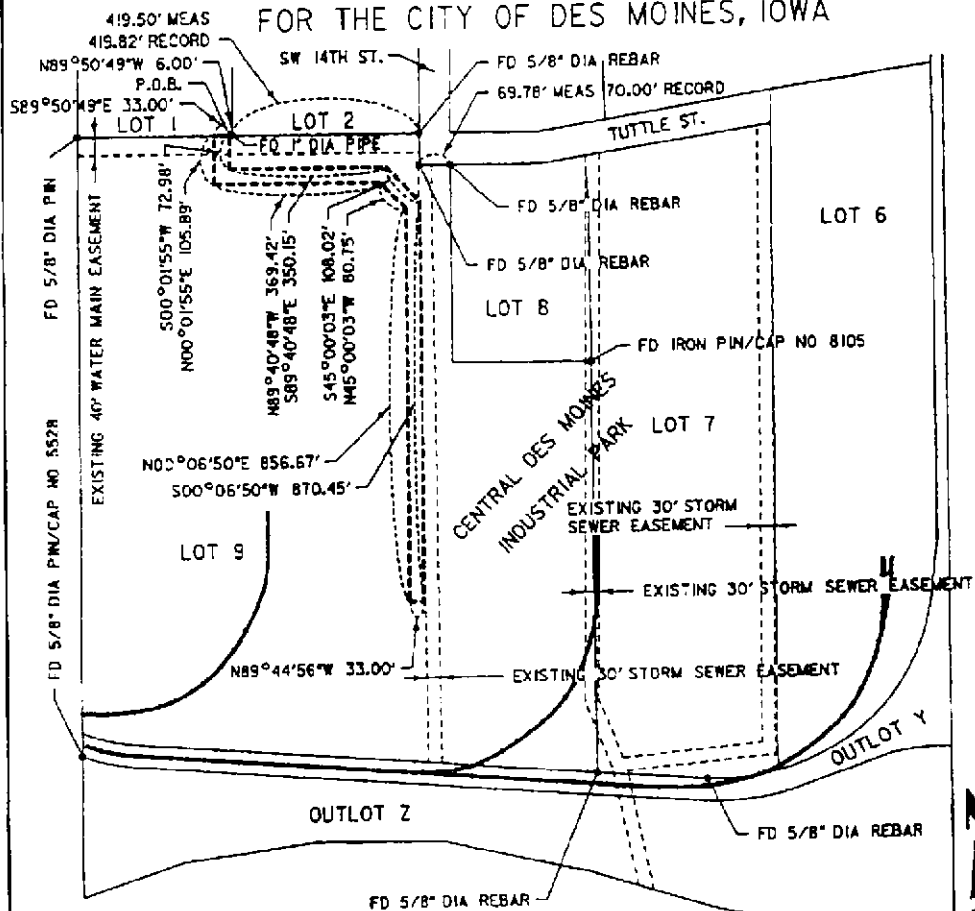 FOR THE CITY OF DES MOINES, IOWA
419.50' MEAS
419.82' RECORD
N89°50'49"W 6.00'
P.O.B.
S89°50'49"E 33.00'
SW 14TH ST.
FD 5/8" DIA REBAR
69.78' MEAS 70.00' RECORD
TUTTLE ST.
LOT 1
LOT 2
FD 1" DIA PIPE
FD 5/8" DIA PIN
EXISTING 40' WATER MAIN EASEMENT
S00°01'55"W 72.98'
N00°01'55"E 105.89'
N89°40'48"W 369.42'
S89°40'48"E 350.15'
S45°00'03"E 108.02'
N45°00'03"W 80.75'
FD 5/8" DIA REBAR
FD 5/8" DIA REBAR
LOT 6
LOT 8
FD IRON PIN/CAP NO 8105
LOT 7
CENTRAL DES MOINES
INDUSTRIAL PARK
N00°06'50"E 856.67'
S00°06'50"W 870.45'
EXISTING 30' STORM
SEWER EASEMENT
LOT 9
EXISTING 30' STORM SEWER EASEMENT
FD 5/8" DIA PIN/CAP NO 5528
N89°44'56"W 33.00'
EXISTING 30' STORM SEWER EASEMENT
OUTLOT Y
OUTLOT Z
FD 5/8" DIA REBAR
FD 5/8" DIA REBAR